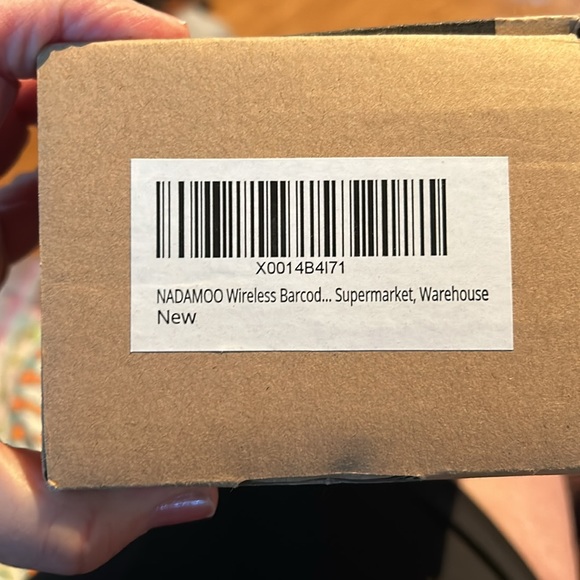 X0014B4I71
NADAMOO Wireless Barcod... Supermarket, Warehouse
New